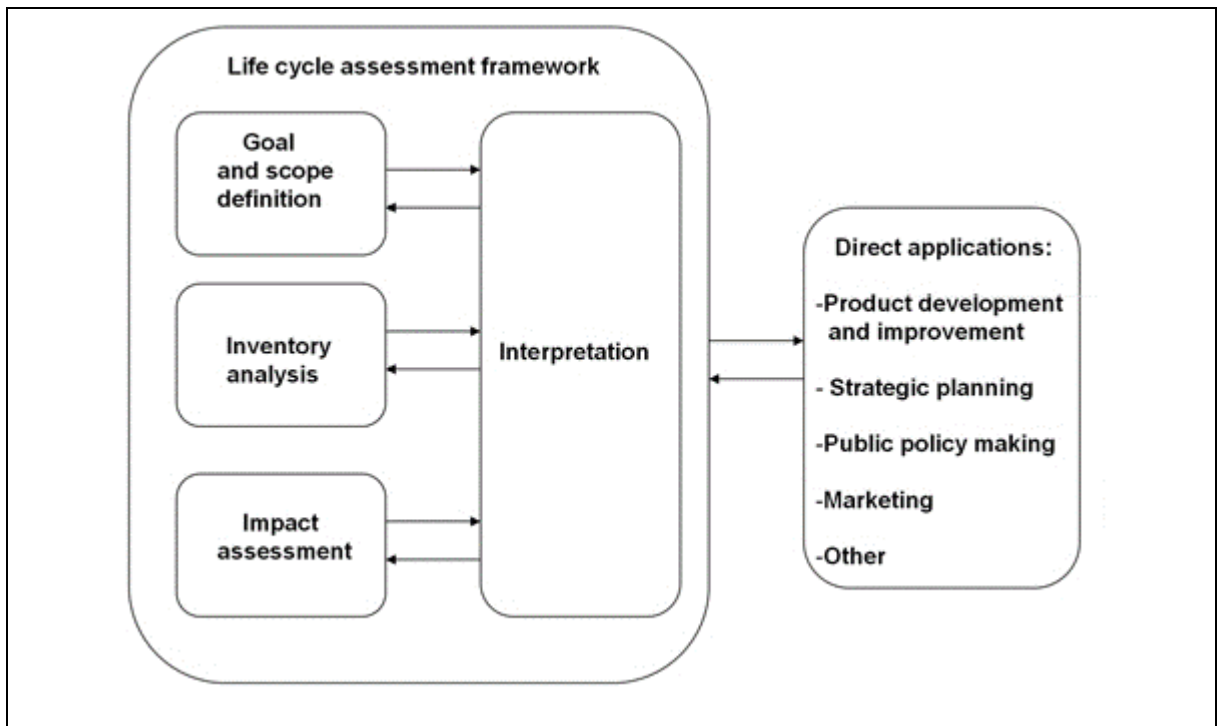 Life cycle assessment framework
Goal
and scope
definition
Inventory
analysis
Impact
assessment
Interpretation
Direct applications:
-Product development
and improvement
- Strategic planning
-Public policy making
-Marketing
-Other